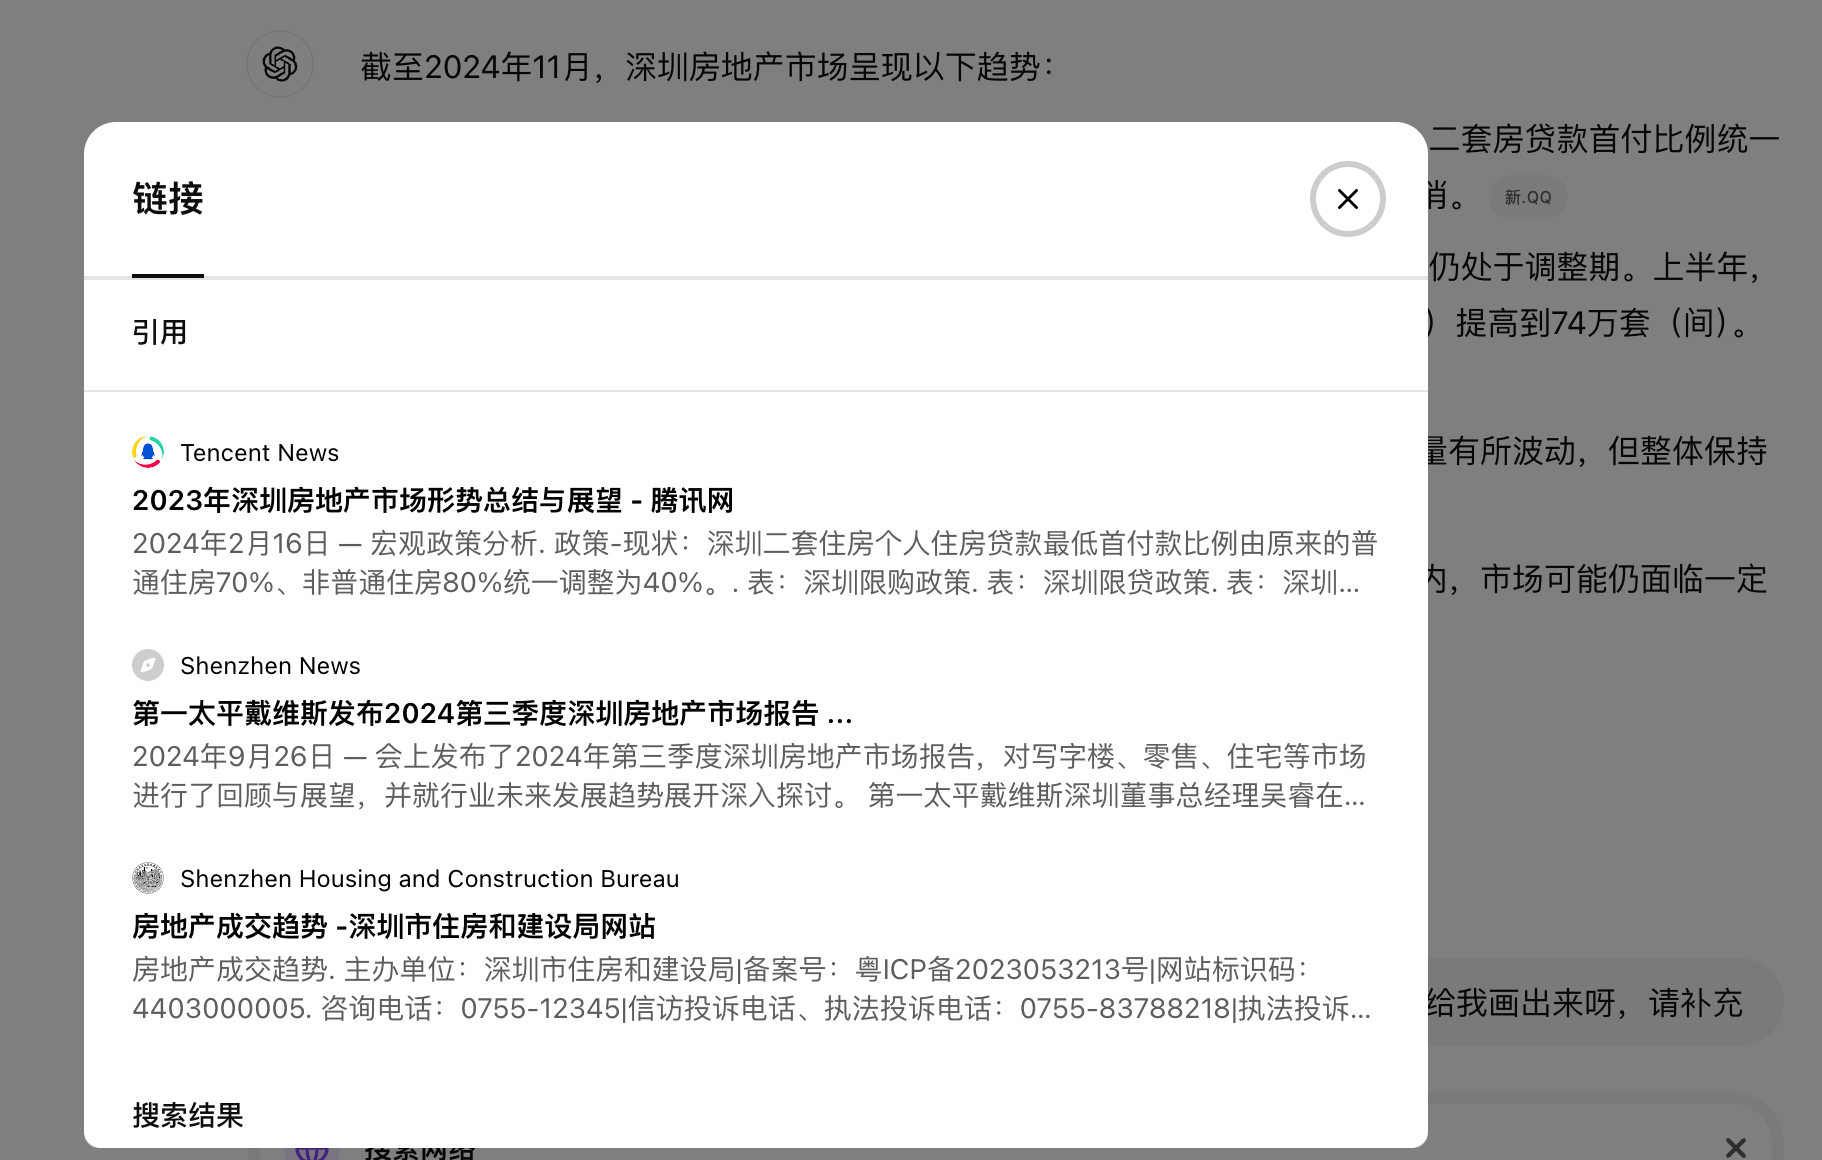 截至2024年11月，深圳房地产市场呈现以下趋势：
二套房贷款首付比例统一
消。 新.QQ
仍处于调整期。上半年，
）提高到74万套（间）。
量有所波动，但整体保持
内，市场可能仍面临一定
给我画出来呀，请补充
链接
引用
Tencent News
2023年深圳房地产市场形势总结与展望 - 腾讯网
2024年2月16日 — 宏观政策分析. 政策-现状：深圳二套住房个人住房贷款最低首付款比例由原来的普
通住房70%、非普通住房80%统一调整为40%。. 表：深圳限购政策. 表：深圳限贷政策. 表：深圳...
Shenzhen News
第一太平戴维斯发布2024第三季度深圳房地产市场报告 ...
2024年9月26日 — 会上发布了2024年第三季度深圳房地产市场报告，对写字楼、零售、住宅等市场
进行了回顾与展望，并就行业未来发展趋势展开深入探讨。 第一太平戴维斯深圳董事总经理吴睿在...
Shenzhen Housing and Construction Bureau
房地产成交趋势 -深圳市住房和建设局网站
房地产成交趋势. 主办单位：深圳市住房和建设局|备案号：粤ICP备2023053213号|网站标识码：
4403000005. 咨询电话：0755-12345|信访投诉电话、执法投诉电话：0755-83788218|执法投诉...
搜索结果
搜索网络